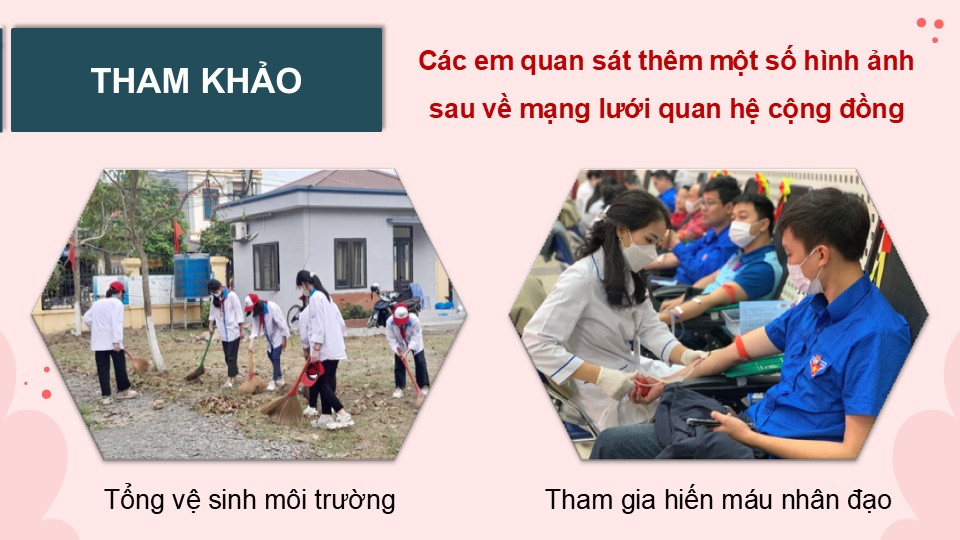 THAM KHẢO
Các em quan sát thêm một số hình ảnh
sau về mạng lưới quan hệ cộng đồng
Tổng vệ sinh môi trường
Tham gia hiến máu nhân đạo